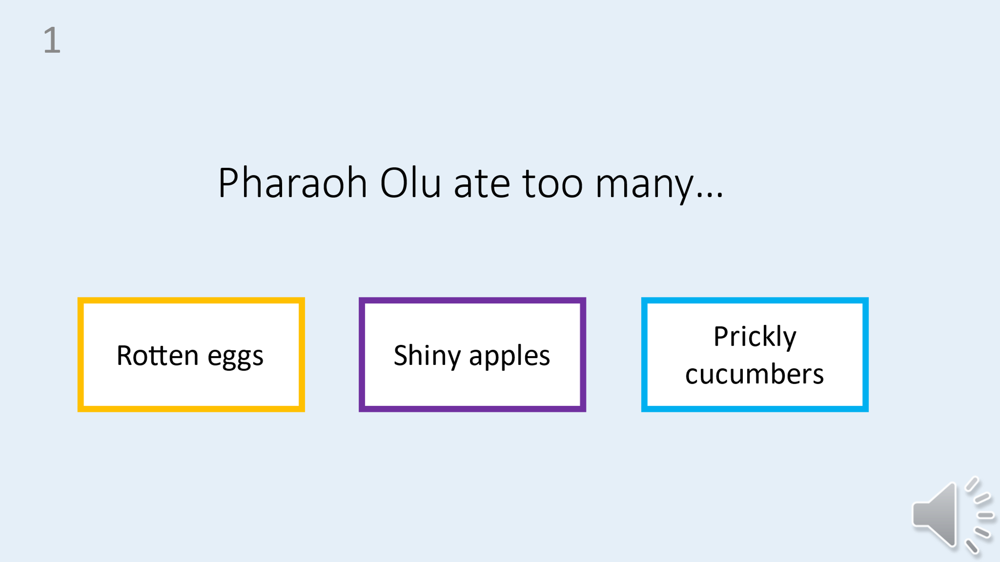 1
Pharaoh Olu ate too many...
Rotten eggs
Shiny apples
Prickly
cucumbers